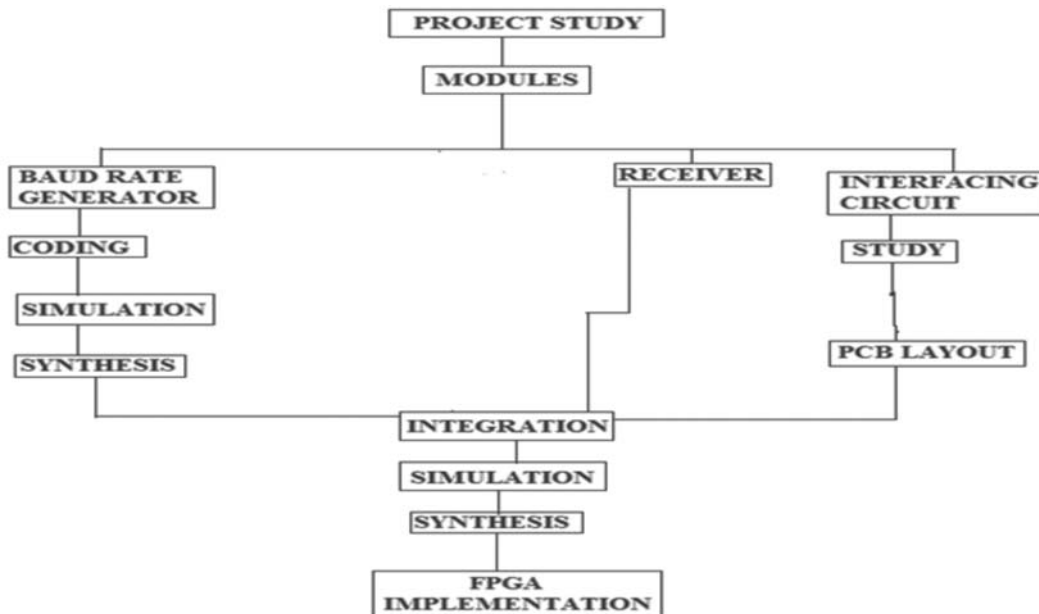 PROJECT STUDY
MODULES
BAUD RATE
GENERATOR
RECEIVER
INTERFACING
CIRCUIT
CODING
STUDY
SIMULATION
SYNTHESIS
PCB LAYOUT
INTEGRATION
SIMULATION
SYNTHESIS
FPGA
IMPLEMENTATION